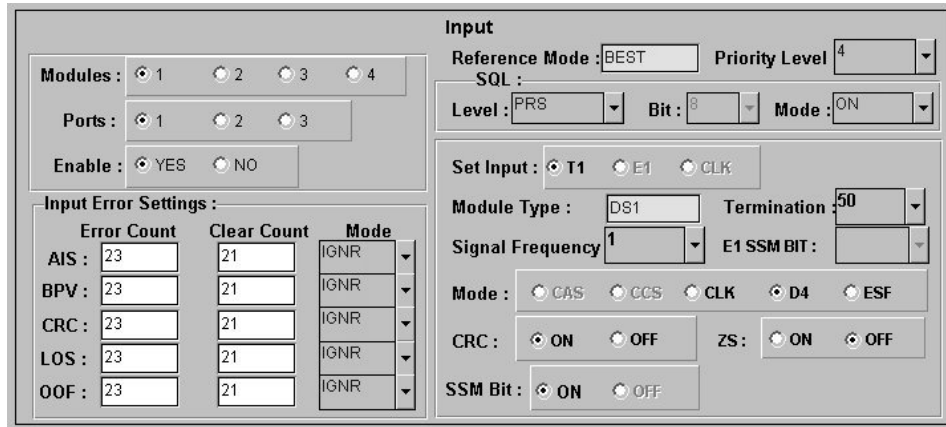 Input
Modules : 1 2 3 4
Ports : 1 2 3
Enable : YES NO
Input Error Settings :
Error Count Clear Count Mode
AIS : 23 21 IGNR
BPV : 23 21 IGNR
CRC : 23 21 IGNR
LOS : 23 21 IGNR
OOF : 23 21 IGNR
Reference Mode : BEST Priority Level 4
SQL :
Level : PRS Bit : 8 Mode : ON
Set Input : T1 E1 CLK
Module Type : DS1 Termination : 50
Signal Frequency 1 E1 SSM BIT :
Mode : CAS CCS CLK D4 ESF
CRC : ON OFF ZS : ON OFF
SSM Bit : ON OFF